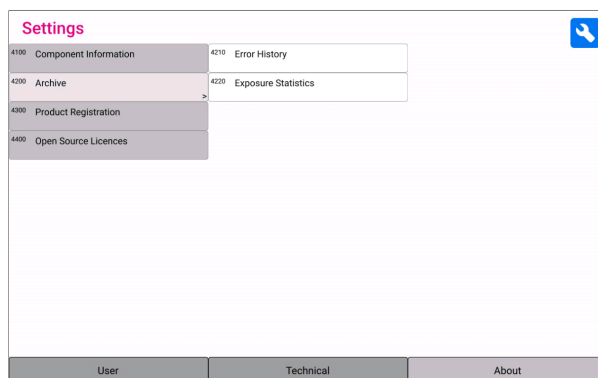 Settings
4100 Component Information
4210 Error History
4200 Archive >
4220 Exposure Statistics
4300 Product Registration
4400 Open Source Licences
User
Technical
About